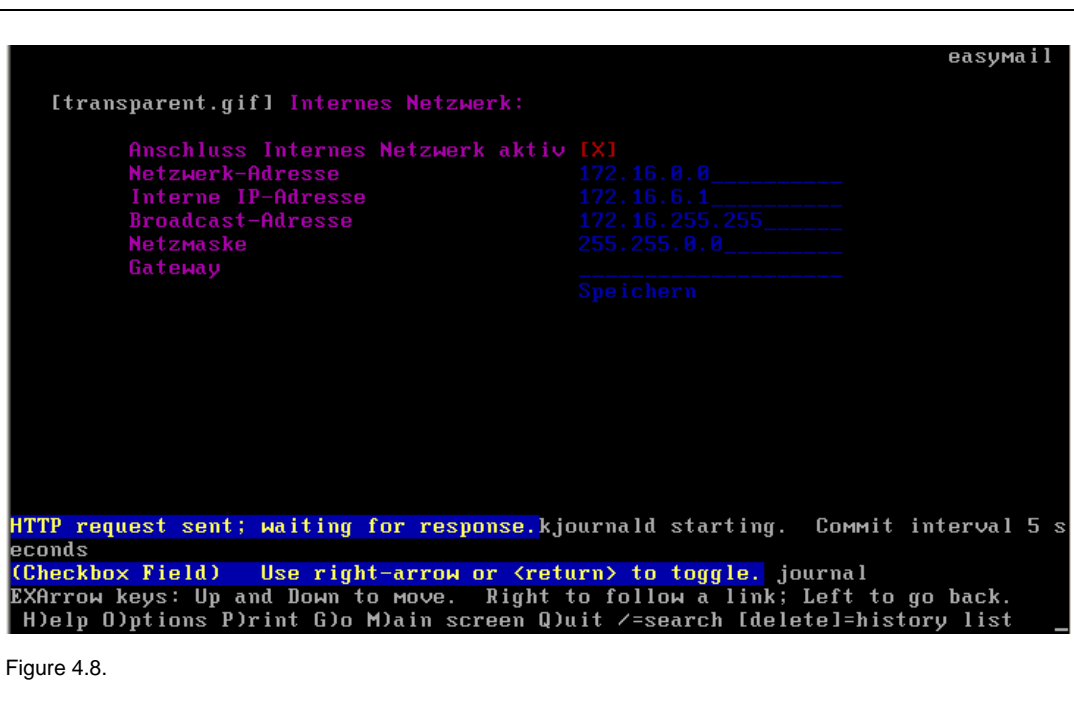 easymail
[transparent.gif] Internes Netzwerk:
Anschluss Internes Netzwerk aktiv [X]
Netzwerk-Adresse 172.16.0.0__________
Interne IP-Adresse 172.16.6.1__________
Broadcast-Adresse 172.16.255.255______
Netzmaske 255.255.0.0_________
Gateway ____________________
Speichern
HTTP request sent; waiting for response.kjournald starting.  Commit interval 5 s
econds
(Checkbox Field)   Use right-arrow or <return> to toggle. journal
EXArrow keys: Up and Down to move.  Right to follow a link; Left to go back.
H)elp O)ptions P)rint G)o M)ain screen Q)uit /=search [delete]=history list _
Figure 4.8.